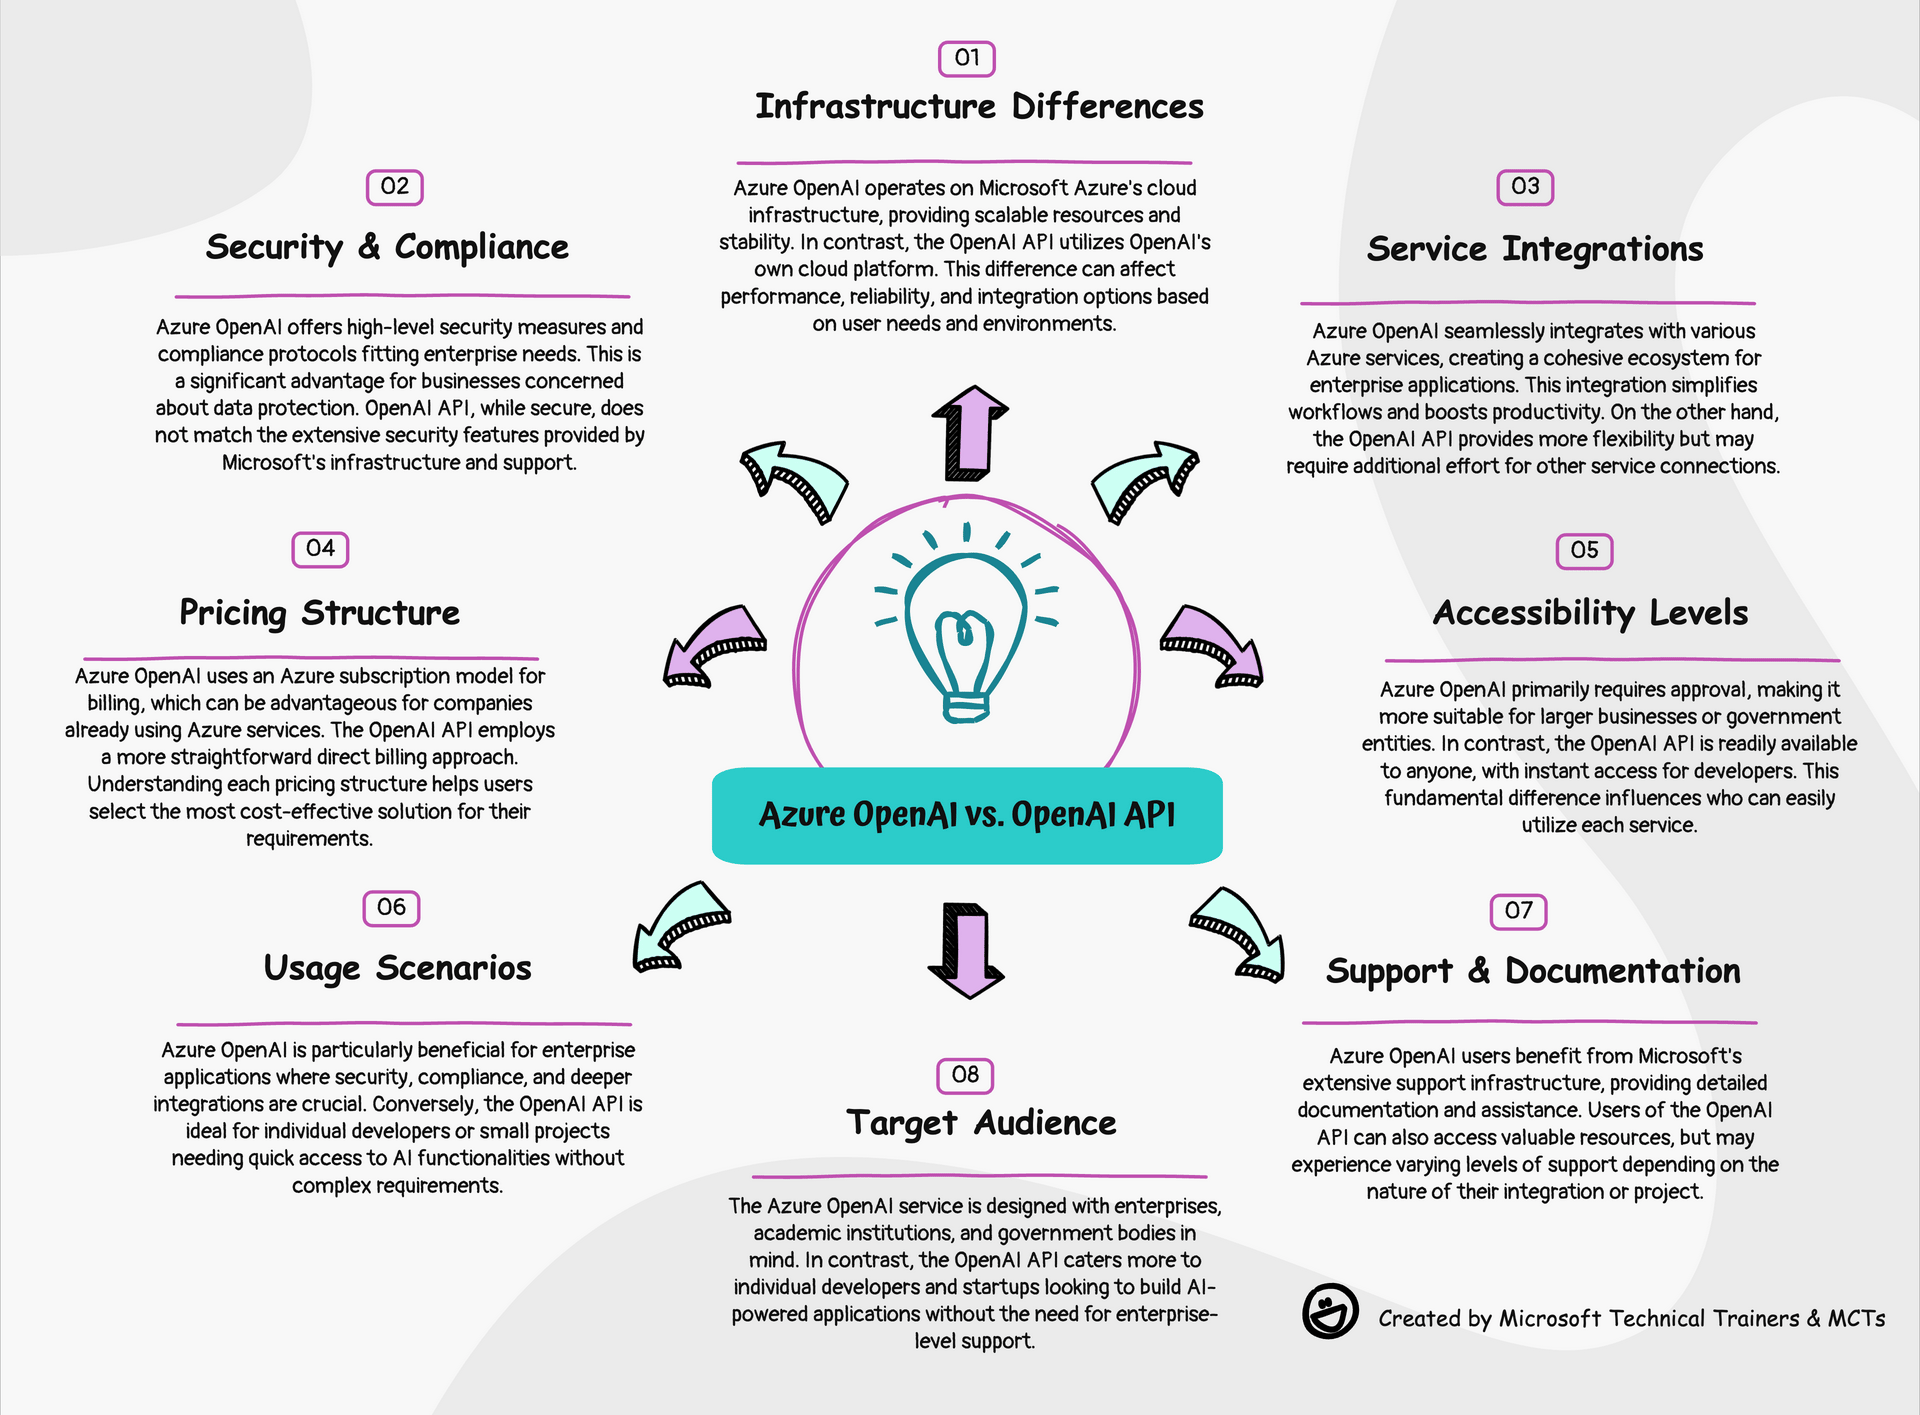 01
Infrastructure Differences
Azure OpenAI operates on Microsoft Azure's cloud
infrastructure, providing scalable resources and
stability. In contrast, the OpenAI API utilizes OpenAI's
own cloud platform. This difference can affect
performance, reliability, and integration options based
on user needs and environments.
02
Security & Compliance
Azure OpenAI offers high-level security measures and
compliance protocols fitting enterprise needs. This is
a significant advantage for businesses concerned
about data protection. OpenAI API, while secure, does
not match the extensive security features provided by
Microsoft's infrastructure and support.
03
Service Integrations
Azure OpenAI seamlessly integrates with various
Azure services, creating a cohesive ecosystem for
enterprise applications. This integration simplifies
workflows and boosts productivity. On the other hand,
the OpenAI API provides more flexibility but may
require additional effort for other service connections.
04
Pricing Structure
Azure OpenAI uses an Azure subscription model for
billing, which can be advantageous for companies
already using Azure services. The OpenAI API employs
a more straightforward direct billing approach.
Understanding each pricing structure helps users
select the most cost-effective solution for their
requirements.
05
Accessibility Levels
Azure OpenAI primarily requires approval, making it
more suitable for larger businesses or government
entities. In contrast, the OpenAI API is readily available
to anyone, with instant access for developers. This
fundamental difference influences who can easily
utilize each service.
Azure OpenAI vs. OpenAI API
06
Usage Scenarios
Azure OpenAI is particularly beneficial for enterprise
applications where security, compliance, and deeper
integrations are crucial. Conversely, the OpenAI API is
ideal for individual developers or small projects
needing quick access to AI functionalities without
complex requirements.
07
Support & Documentation
Azure OpenAI users benefit from Microsoft's
extensive support infrastructure, providing detailed
documentation and assistance. Users of the OpenAI
API can also access valuable resources, but may
experience varying levels of support depending on the
nature of their integration or project.
08
Target Audience
The Azure OpenAI service is designed with enterprises,
academic institutions, and government bodies in
mind. In contrast, the OpenAI API caters more to
individual developers and startups looking to build AI-
powered applications without the need for enterprise-
level support.
Created by Microsoft Technical Trainers & MCTs